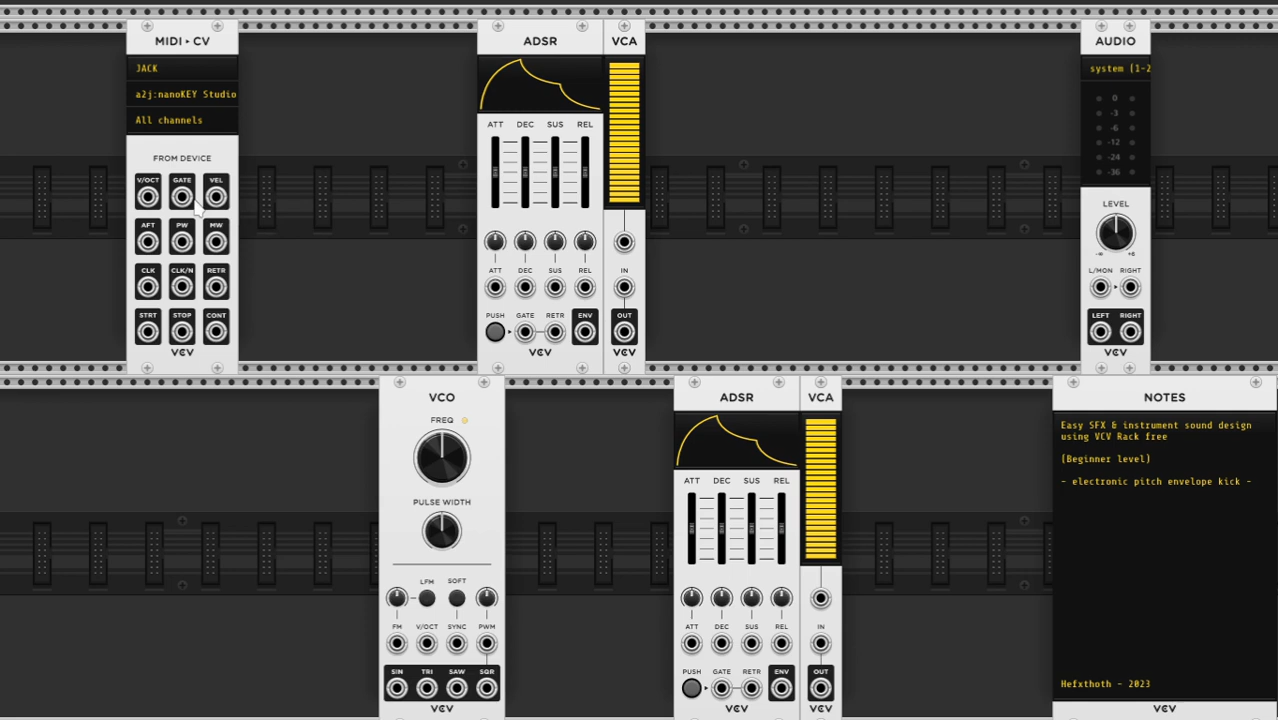 MIDI ▸ CV
JACK
a2j:nanoKEY Studio
All channels
FROM DEVICE
V/OCT GATE VEL
AFT PW MW
CLK CLK/N RETR
STRT STOP CONT
VCV
ADSR
ATT DEC SUS REL
ATT DEC SUS REL
PUSH GATE RETR ENV
VCV
VCA
IN
OUT
VCV
AUDIO
system (1-2
0
-3
-6
-12
-24
-36
LEVEL
-∞ +6
L/MON RIGHT
LEFT RIGHT
VCV
VCO
FREQ
PULSE WIDTH
LFM SOFT
FM V/OCT SYNC PWM
SIN TRI SAW SQR
VCV
ADSR
ATT DEC SUS REL
ATT DEC SUS REL
PUSH GATE RETR ENV
VCV
VCA
IN
OUT
VCV
NOTES
Easy SFX & instrument sound design
using VCV Rack free
(Beginner level)
- electronic pitch envelope kick -
Hefxthoth - 2023
VCV